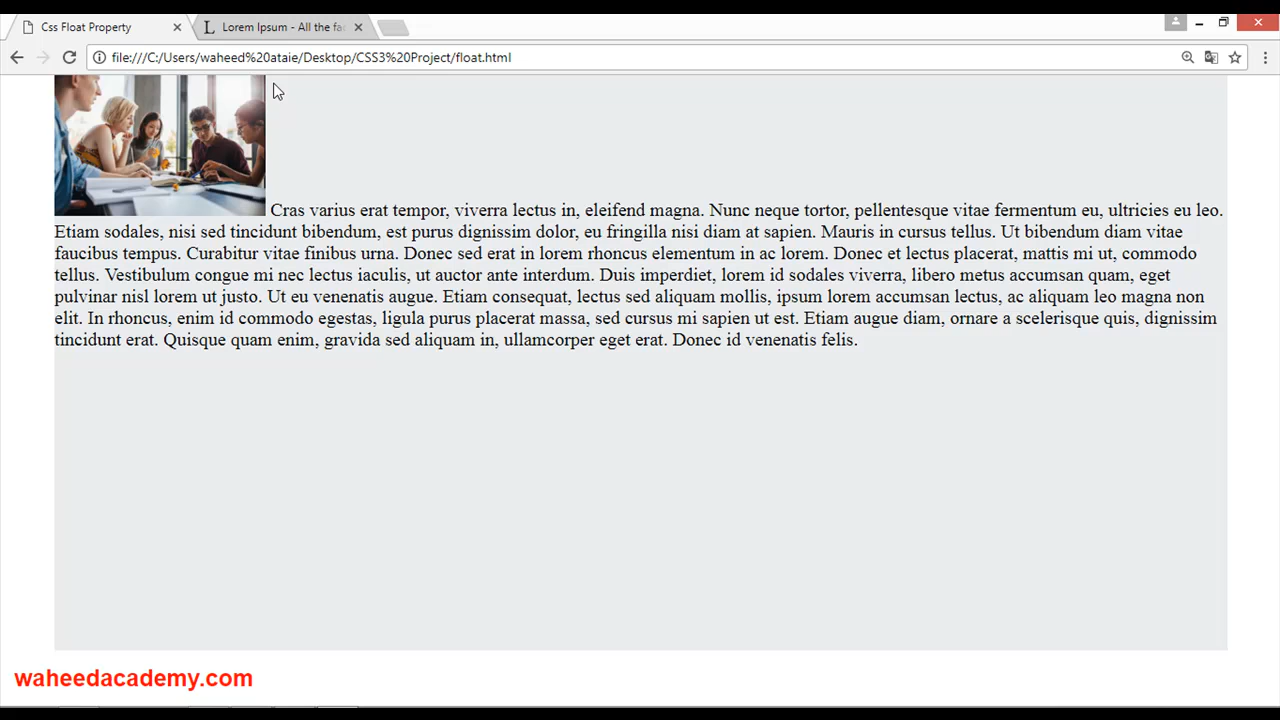 Css Float Property
Lorem Ipsum - All the fa
file:///C:/Users/waheed%20ataie/Desktop/CSS3%20Project/float.html
Cras varius erat tempor, viverra lectus in, eleifend magna. Nunc neque tortor, pellentesque vitae fermentum eu, ultricies eu leo.
Etiam sodales, nisi sed tincidunt bibendum, est purus dignissim dolor, eu fringilla nisi diam at sapien. Mauris in cursus tellus. Ut bibendum diam vitae
faucibus tempus. Curabitur vitae finibus urna. Donec sed erat in lorem rhoncus elementum in ac lorem. Donec et lectus placerat, mattis mi ut, commodo
tellus. Vestibulum congue mi nec lectus iaculis, ut auctor ante interdum. Duis imperdiet, lorem id sodales viverra, libero metus accumsan quam, eget
pulvinar nisl lorem ut justo. Ut eu venenatis augue. Etiam consequat, lectus sed aliquam mollis, ipsum lorem accumsan lectus, ac aliquam leo magna non
elit. In rhoncus, enim id commodo egestas, ligula purus placerat massa, sed cursus mi sapien ut est. Etiam augue diam, ornare a scelerisque quis, dignissim
tincidunt erat. Quisque quam enim, gravida sed aliquam in, ullamcorper eget erat. Donec id venenatis felis.
waheedacademy.com